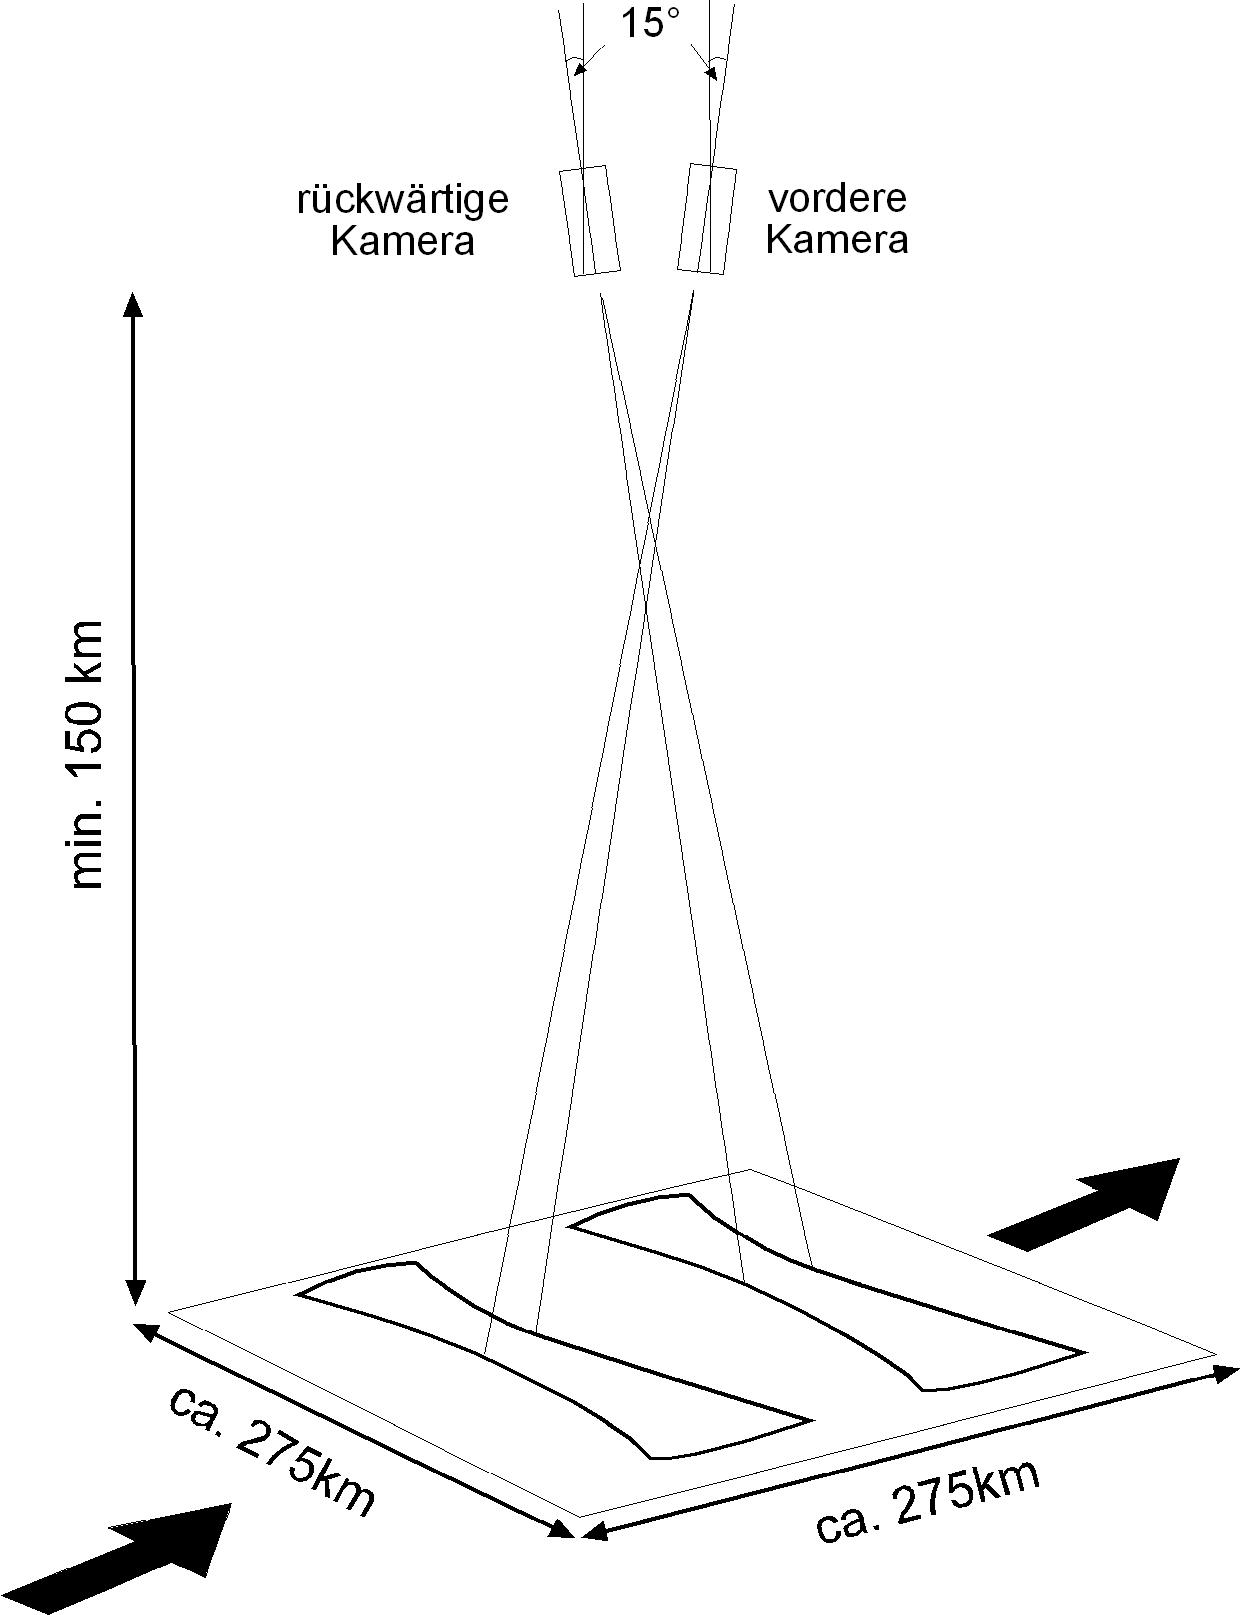 15°
rückwärtige
Kamera
vordere
Kamera
min. 150 km
ca. 275km
ca. 275km